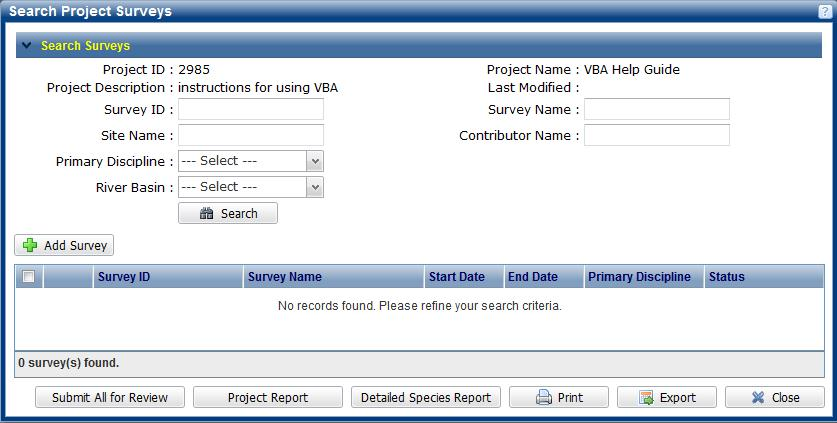 Search Project Surveys ?
Search Surveys
Project ID : 2985 Project Name : VBA Help Guide
Project Description : instructions for using VBA Last Modified :
Survey ID : Survey Name :
Site Name : Contributor Name :
Primary Discipline : --- Select ---
River Basin : --- Select ---
Search
Add Survey
Survey ID Survey Name Start Date End Date Primary Discipline Status
No records found. Please refine your search criteria.
0 survey(s) found.
Submit All for Review Project Report Detailed Species Report Print Export Close